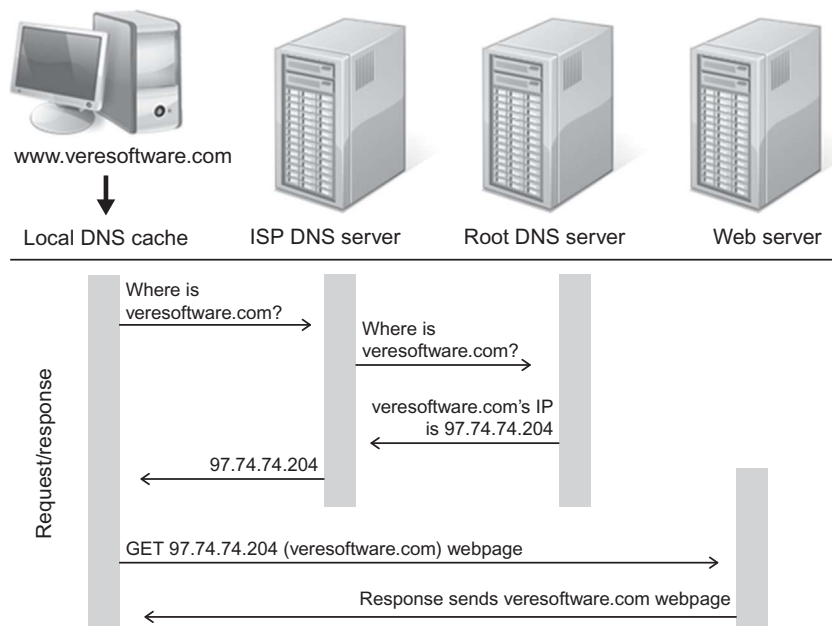 www.veresoftware.com
Local DNS cache
ISP DNS server
Root DNS server
Web server
Request/response
Where is
veresoftware.com?
Where is
veresoftware.com?
veresoftware.com's IP
is 97.74.74.204
97.74.74.204
GET 97.74.74.204 (veresoftware.com) webpage
Response sends veresoftware.com webpage